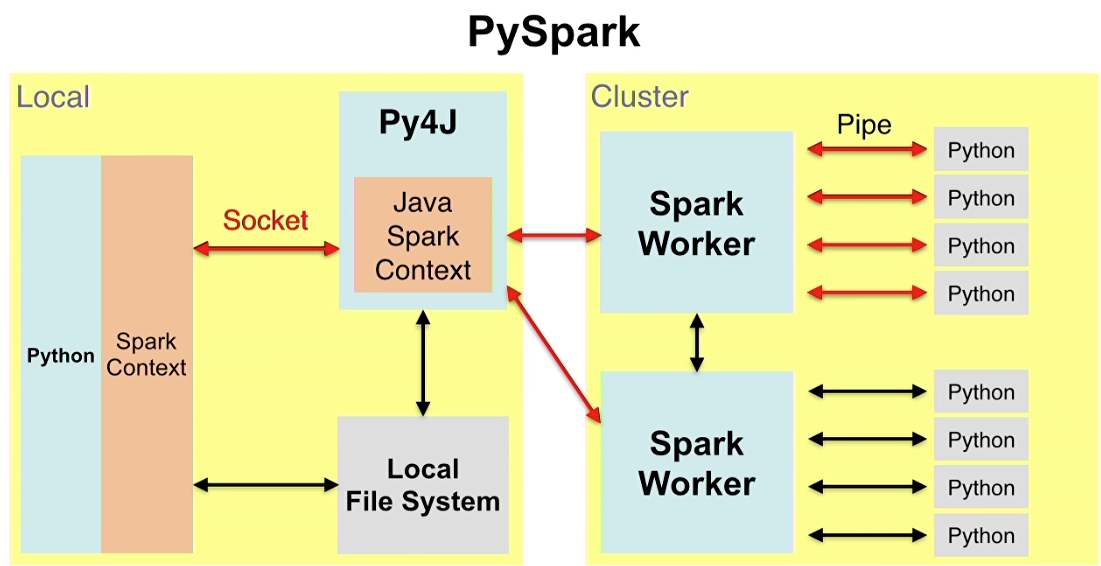 PySpark
Local
Py4J
Java
Spark
Context
Socket
Python
Spark
Context
Local
File System
Cluster
Spark
Worker
Pipe
Python
Python
Python
Python
Spark
Worker
Python
Python
Python
Python